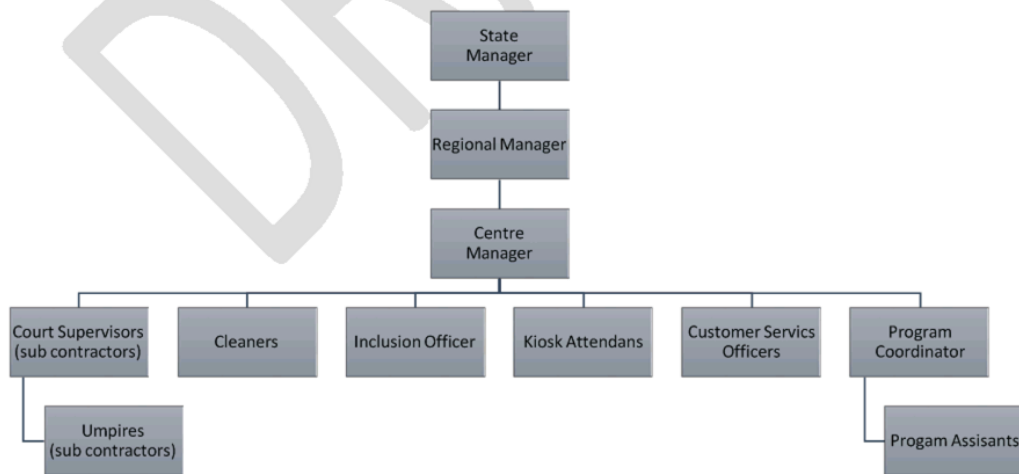 State
Manager
Regional Manager
Centre
Manager
Court Supervisors
(sub contractors)
Cleaners
Inclusion Officer
Kiosk Attendans
Customer Servics
Officers
Program
Coordinator
Umpires
(sub contractors)
Progam Assisants